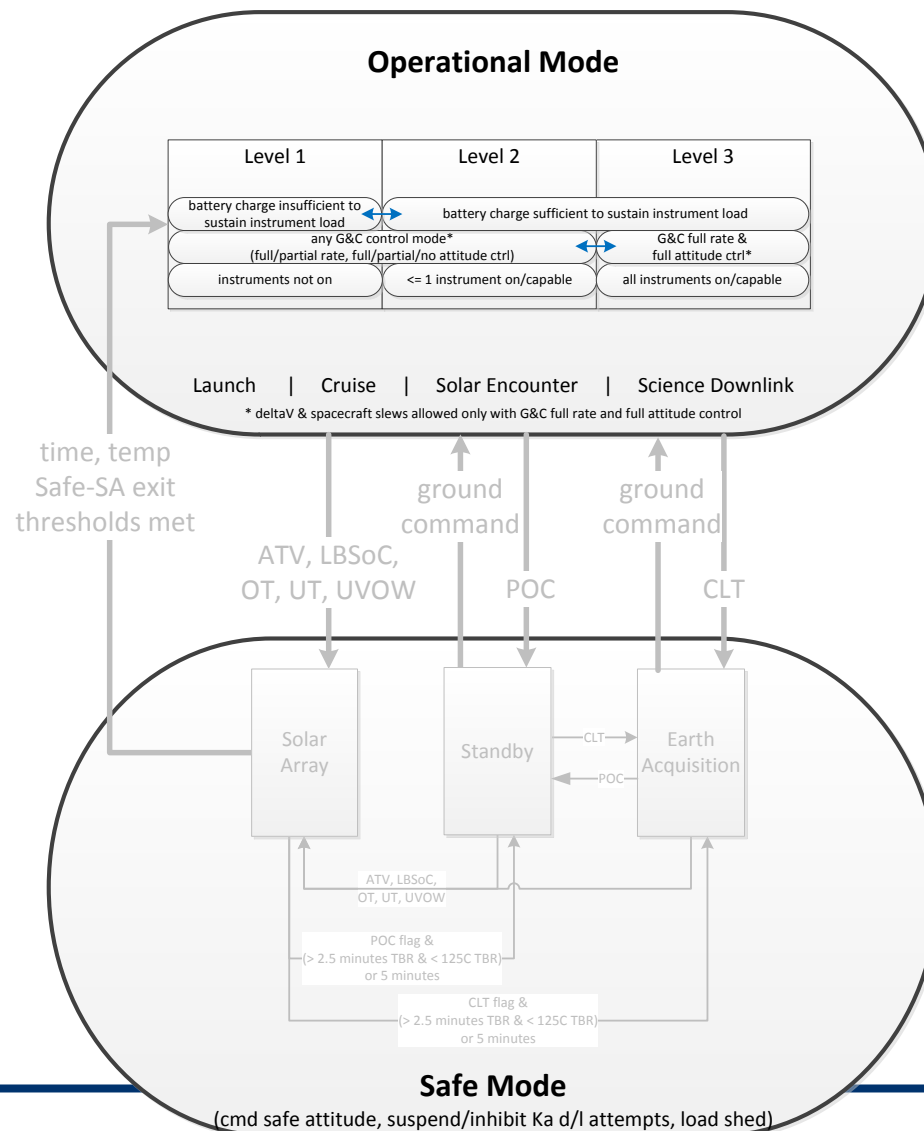 Operational Mode
Level 1
Level 2
Level 3
battery charge insufficient to
sustain instrument load
battery charge sufficient to sustain instrument load
any G&C control mode*
(full/partial rate, full/partial/no attitude ctrl)
G&C full rate &
full attitude ctrl*
instruments not on
<= 1 instrument on/capable
all instruments on/capable
Launch | Cruise | Solar Encounter | Science Downlink
* deltaV & spacecraft slews allowed only with G&C full rate and full attitude control
time, temp
Safe-SA exit
thresholds met
ATV, LBSoC,
OT, UT, UVOW
ground
command
POC
ground
command
CLT
Solar
Array
Standby
Earth
Acquisition
CLT
POC
ATV, LBSoC,
OT, UT, UVOW
POC flag &
(> 2.5 minutes TBR & < 125C TBR)
or 5 minutes
CLT flag &
(> 2.5 minutes TBR & < 125C TBR)
or 5 minutes
Safe Mode
(cmd safe attitude, suspend/inhibit Ka d/l attempts, load shed)